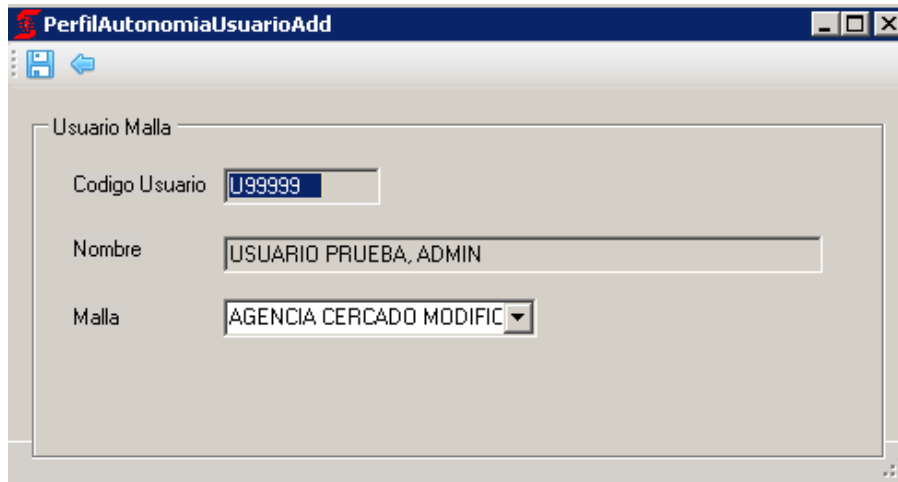 PerfilAutonomiaUsuarioAdd
Usuario Malla
Codigo Usuario U99999
Nombre USUARIO PRUEBA, ADMIN
Malla AGENCIA CERCADO MODIFIC